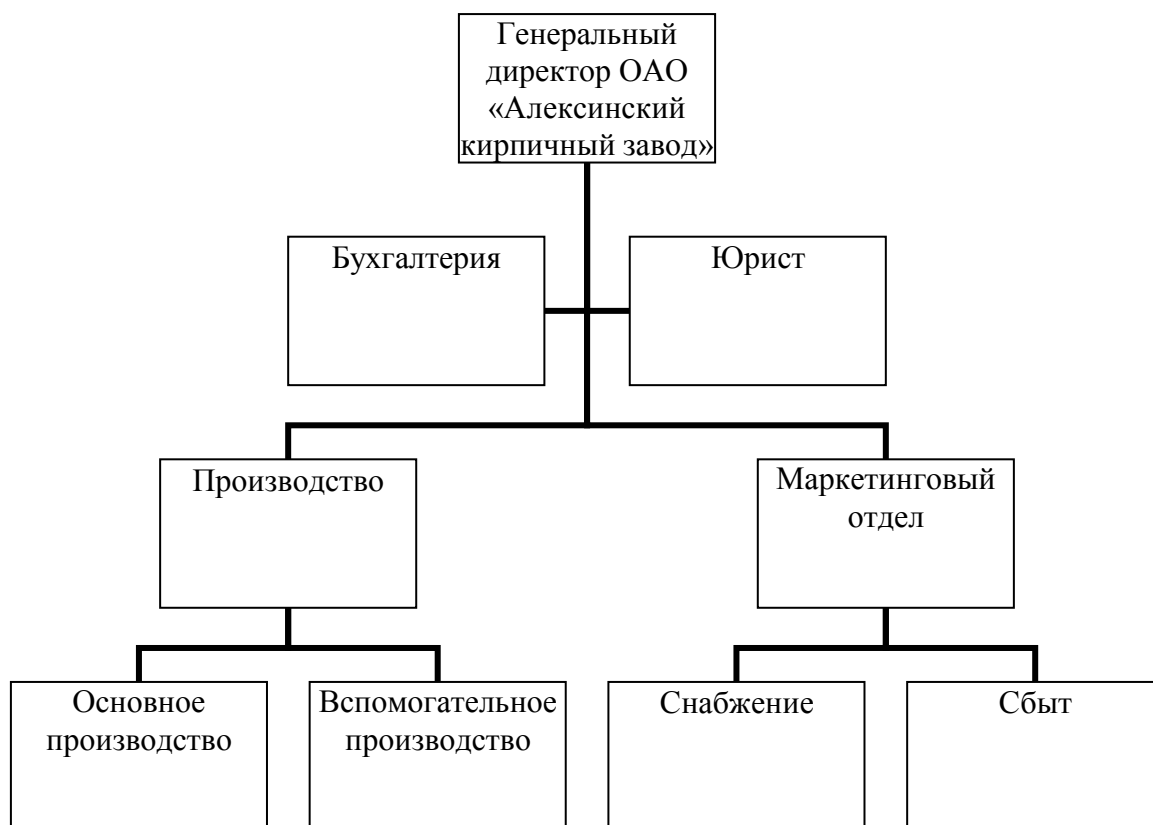 Генеральный
директор ОАО
«Алексинский
кирпичный завод»
Бухгалтерия
Юрист
Производство
Маркетинговый
отдел
Основное
производство
Вспомогательное
производство
Снабжение
Сбыт